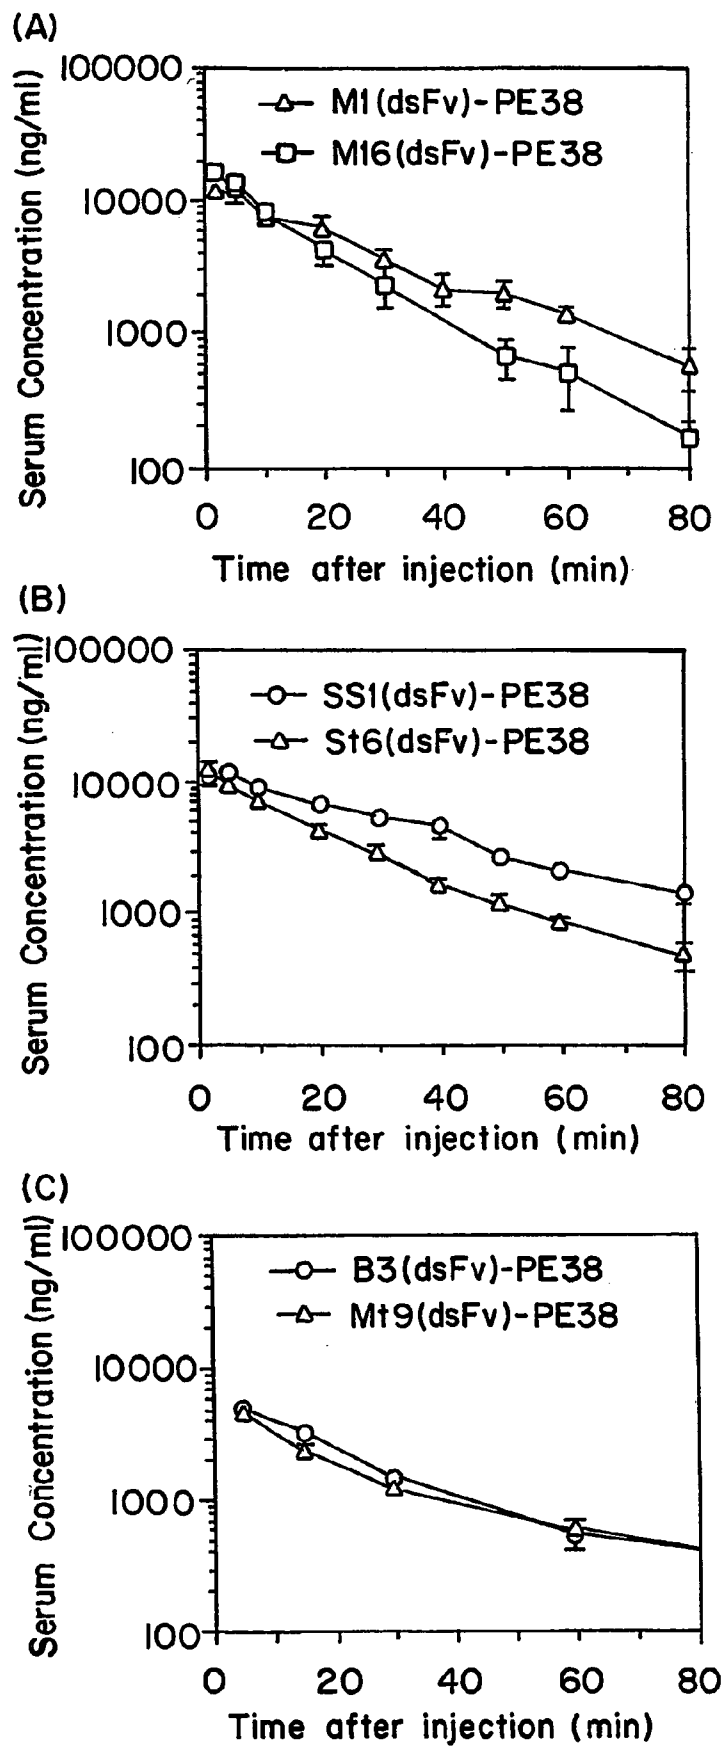 (A)
Serum Concentration (ng/ml)
100000
10000
1000
100
M1(dsFv)-PE38
M16(dsFv)-PE38
0 20 40 60 80
Time after injection (min)
(B)
Serum Concentration (ng/ml)
100000
10000
1000
100
SS1(dsFv)-PE38
St6(dsFv)-PE38
0 20 40 60 80
Time after injection (min)
(C)
Serum Concentration (ng/ml)
100000
10000
1000
100
B3(dsFv)-PE38
Mt9(dsFv)-PE38
0 20 40 60 80
Time after injection (min)